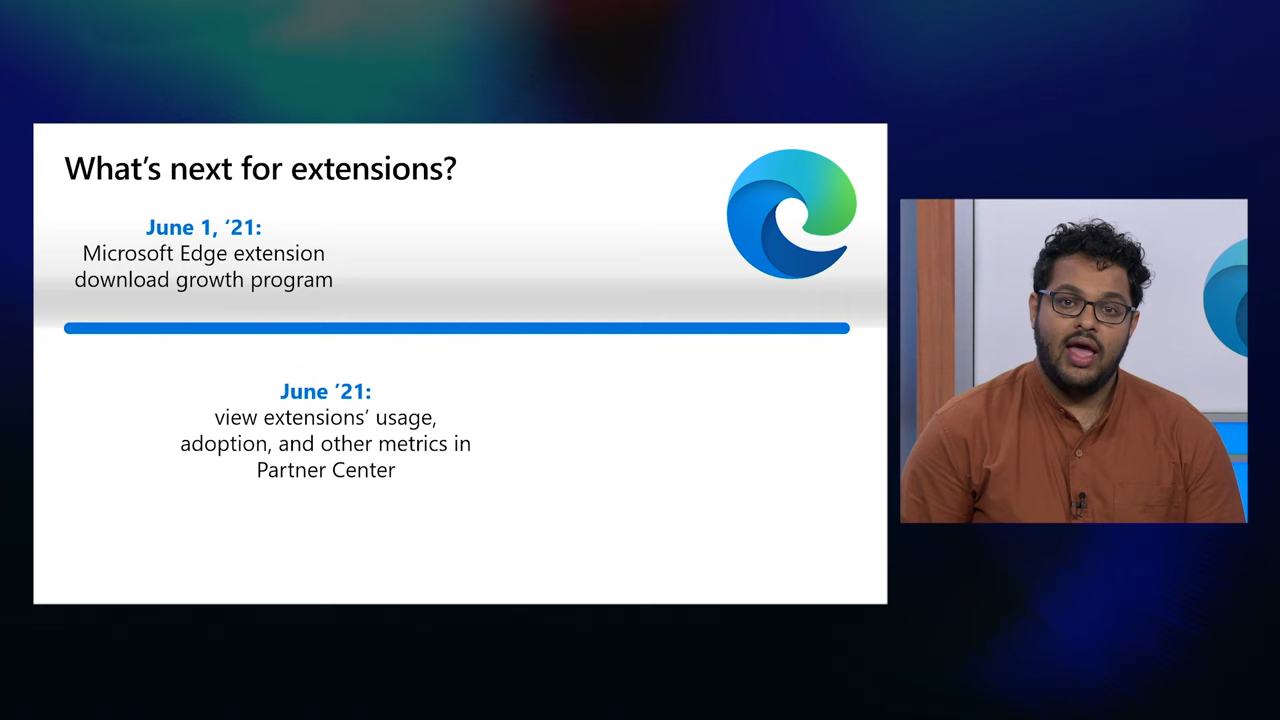 What’s next for extensions?
June 1, ‘21:
Microsoft Edge extension
download growth program
June ’21:
view extensions’ usage,
adoption, and other metrics in
Partner Center